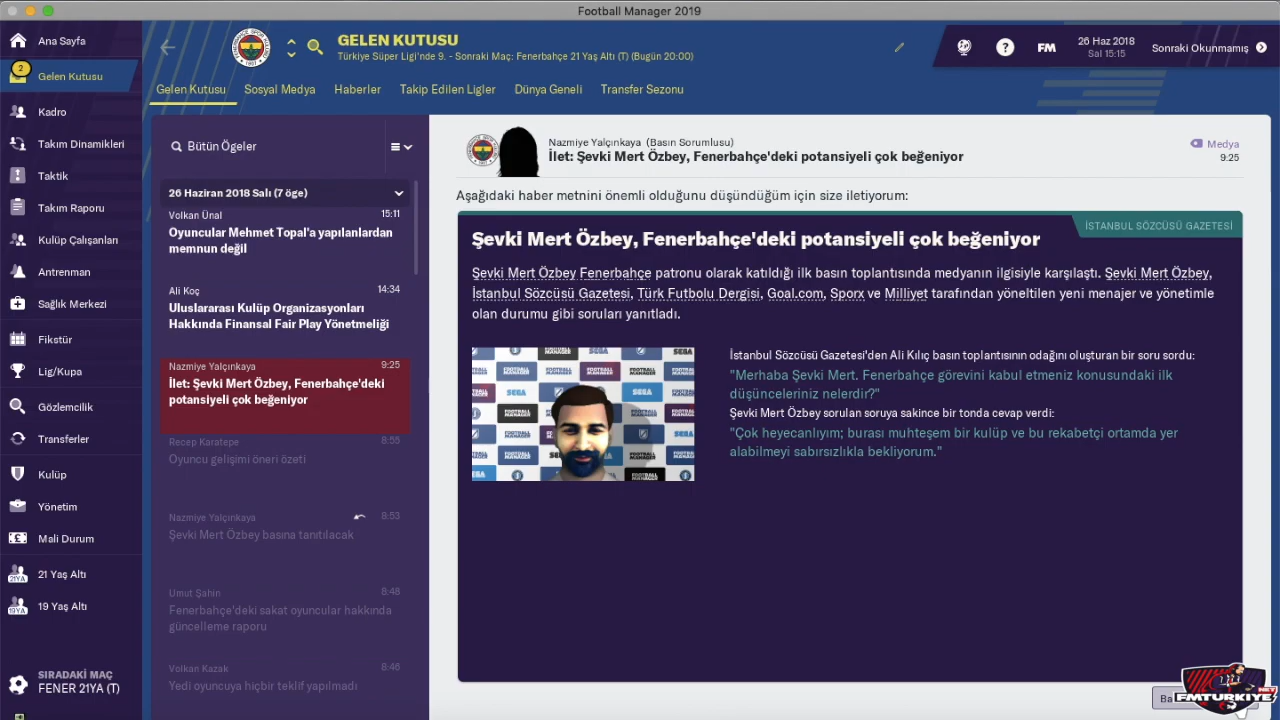 Football Manager 2019
Ana Sayfa
2
Gelen Kutusu
Kadro
Takım Dinamikleri
Taktik
Takım Raporu
Kulüp Çalışanları
Antrenman
Sağlık Merkezi
Fikstür
Lig/Kupa
Gözlemcilik
Transferler
Kulüp
Yönetim
Mali Durum
21YA
21 Yaş Altı
19YA
19 Yaş Altı
SIRADAKİ MAÇ
FENER 21YA (T)
GELEN KUTUSU
Türkiye Süper Ligi'nde 9. - Sonraki Maç: Fenerbahçe 21 Yaş Altı (T) (Bugün 20:00)
?
FM
26 Haz 2018
Sal 15:15
Sonraki Okunmamış
Gelen Kutusu
Sosyal Medya
Haberler
Takip Edilen Ligler
Dünya Geneli
Transfer Sezonu
Bütün Ögeler
26 Haziran 2018 Salı (7 öge)
Volkan Ünal 15:11
Oyuncular Mehmet Topal'a yapılanlardan
memnun değil
Ali Koç 14:34
Uluslararası Kulüp Organizasyonları
Hakkında Finansal Fair Play Yönetmeliği
Nazmiye Yalçınkaya 9:25
İlet: Şevki Mert Özbey, Fenerbahçe'deki
potansiyeli çok beğeniyor
Recep Karatepe 8:55
Oyuncu gelişimi öneri özeti
Nazmiye Yalçınkaya 8:53
Şevki Mert Özbey basına tanıtılacak
Umut Şahin 8:48
Fenerbahçe'deki sakat oyuncular hakkında
güncelleme raporu
Volkan Kazak 8:46
Yedi oyuncuya hiçbir teklif yapılmadı
Nazmiye Yalçınkaya (Basın Sorumlusu)
İlet: Şevki Mert Özbey, Fenerbahçe'deki potansiyeli çok beğeniyor
Medya
9:25
Aşağıdaki haber metnini önemli olduğunu düşündüğüm için size iletiyorum:
İSTANBUL SÖZCÜSÜ GAZETESİ
Şevki Mert Özbey, Fenerbahçe'deki potansiyeli çok beğeniyor
Şevki Mert Özbey Fenerbahçe patronu olarak katıldığı ilk basın toplantısında medyanın ilgisiyle karşılaştı. Şevki Mert Özbey,
İstanbul Sözcüsü Gazetesi, Türk Futbolu Dergisi, Goal.com, Sporx ve Milliyet tarafından yöneltilen yeni menajer ve yönetimle
olan durumu gibi soruları yanıtladı.
İstanbul Sözcüsü Gazetesi'den Ali Kılıç basın toplantısının odağını oluşturan bir soru sordu:
"Merhaba Şevki Mert. Fenerbahçe görevini kabul etmeniz konusundaki ilk
düşünceleriniz nelerdir?"
Şevki Mert Özbey sorulan soruya sakince bir tonda cevap verdi:
"Çok heyecanlıyım; burası muhteşem bir kulüp ve bu rekabetçi ortamda yer
alabilmeyi sabırsızlıkla bekliyorum."
SEGA
FOOTBALL MANAGER
FMTURKIYE.NET